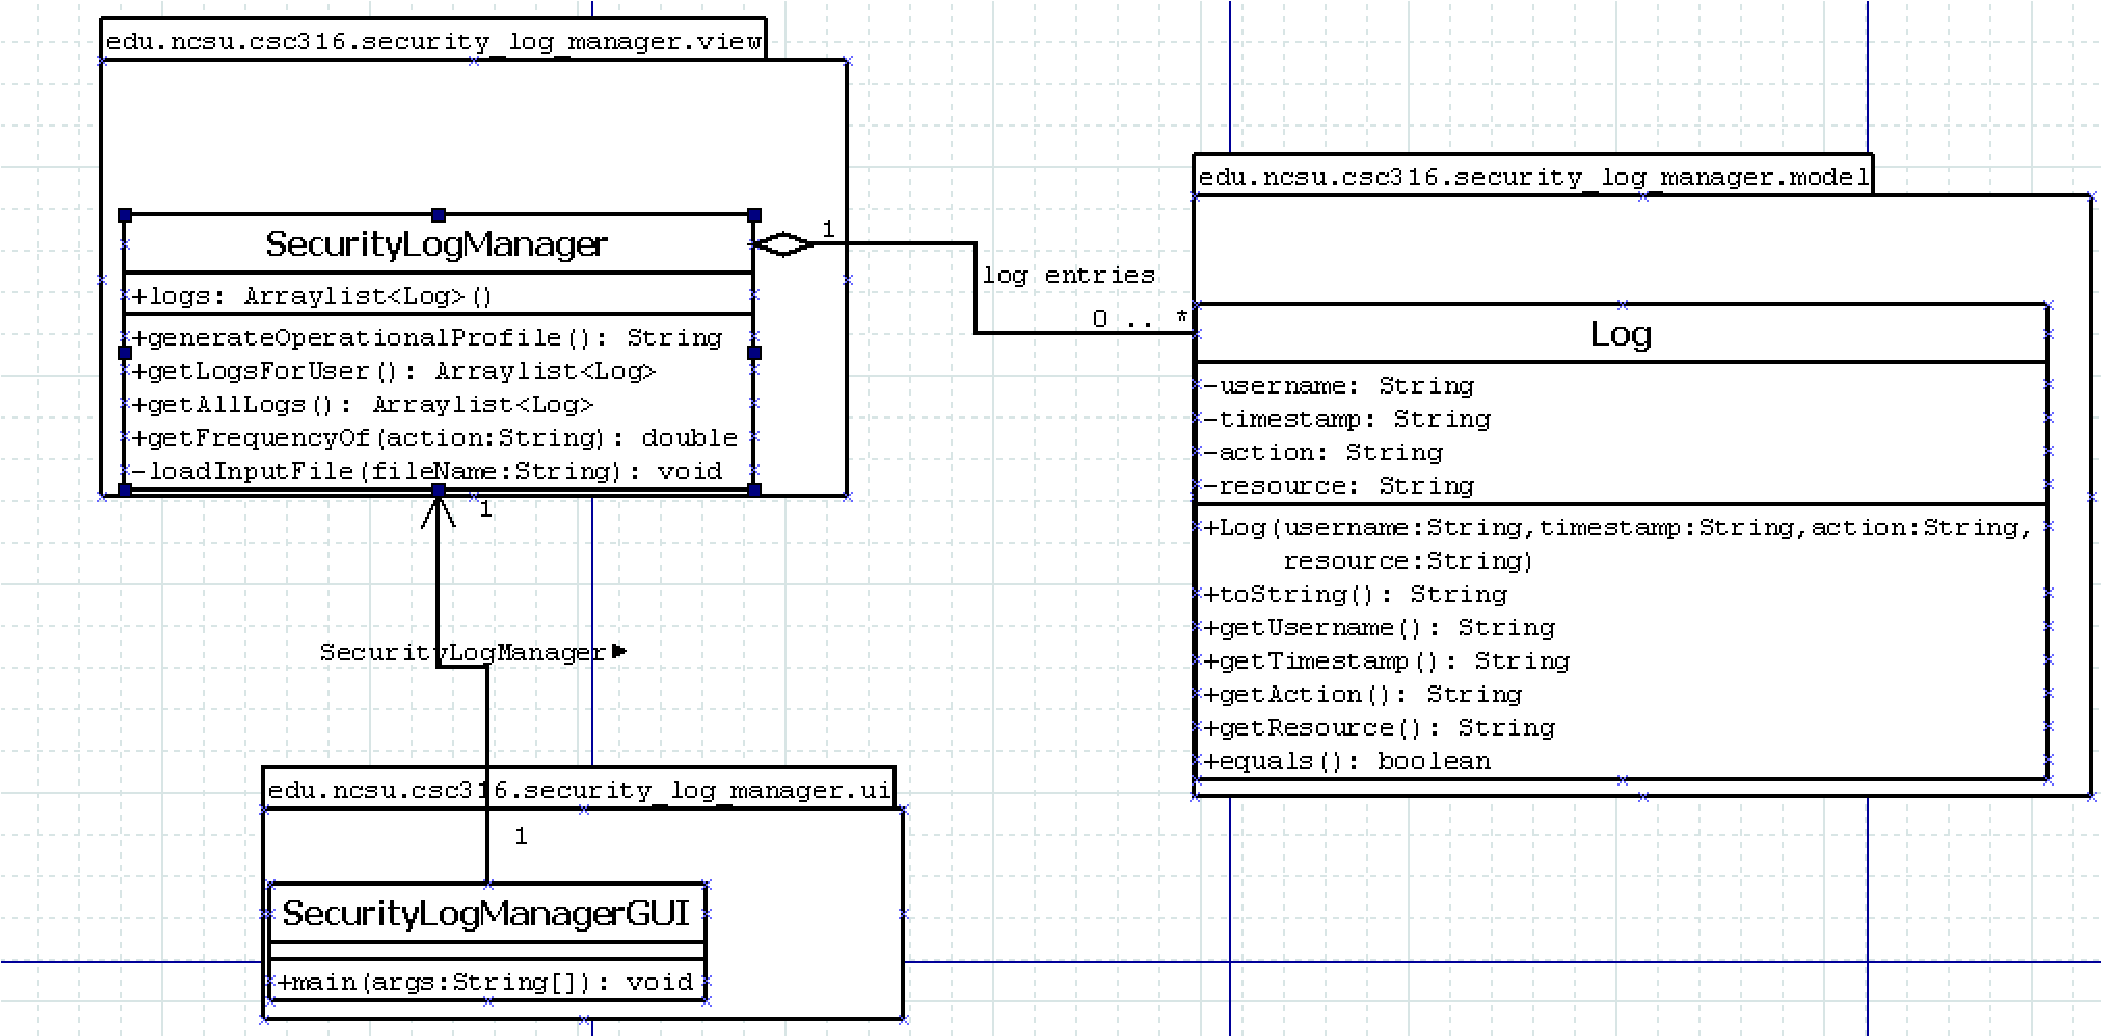 edu.ncsu.csc316.security_log_manager.view
SecurityLogManager
+logs: Arraylist<Log>()
+generateOperationalProfile(): String
+getLogsForUser(): Arraylist<Log>
+getAllLogs(): Arraylist<Log>
+getFrequencyOf(action:String): double
-loadInputFile(fileName:String): void
1
log entries
0 .. *
edu.ncsu.csc316.security_log_manager.model
Log
-username: String
-timestamp: String
-action: String
-resource: String
+Log(username:String,timestamp:String,action:String,
resource:String)
+toString(): String
+getUsername(): String
+getTimestamp(): String
+getAction(): String
+getResource(): String
+equals(): boolean
1
SecurityLogManager
edu.ncsu.csc316.security_log_manager.ui
1
SecurityLogManagerGUI
+main(args:String[]): void